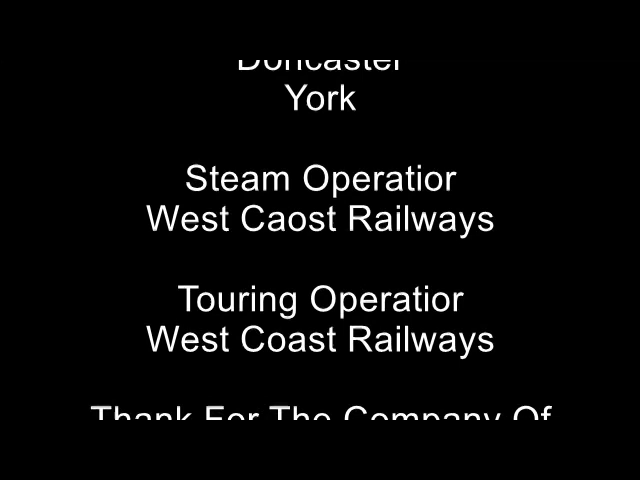 Doncaster
York
Steam Operatior
West Caost Railways
Touring Operatior
West Coast Railways
Thank For The Company Of